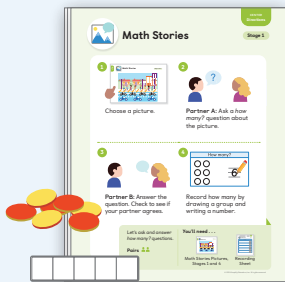 Directions
Math Stories
Stage 1
1
2
Choose a picture.
Partner A: Ask a how
many? question about
the picture.
3
4
How many?
6
Partner B: Answer the
question. Check to see if
your partner agrees.
Record how many by
drawing a group and
writing a number.
Let's ask and answer
how many? questions.
Pairs
You'll need . . .
Math Stories Pictures,
Stages 1 and 4
Recording
Sheet